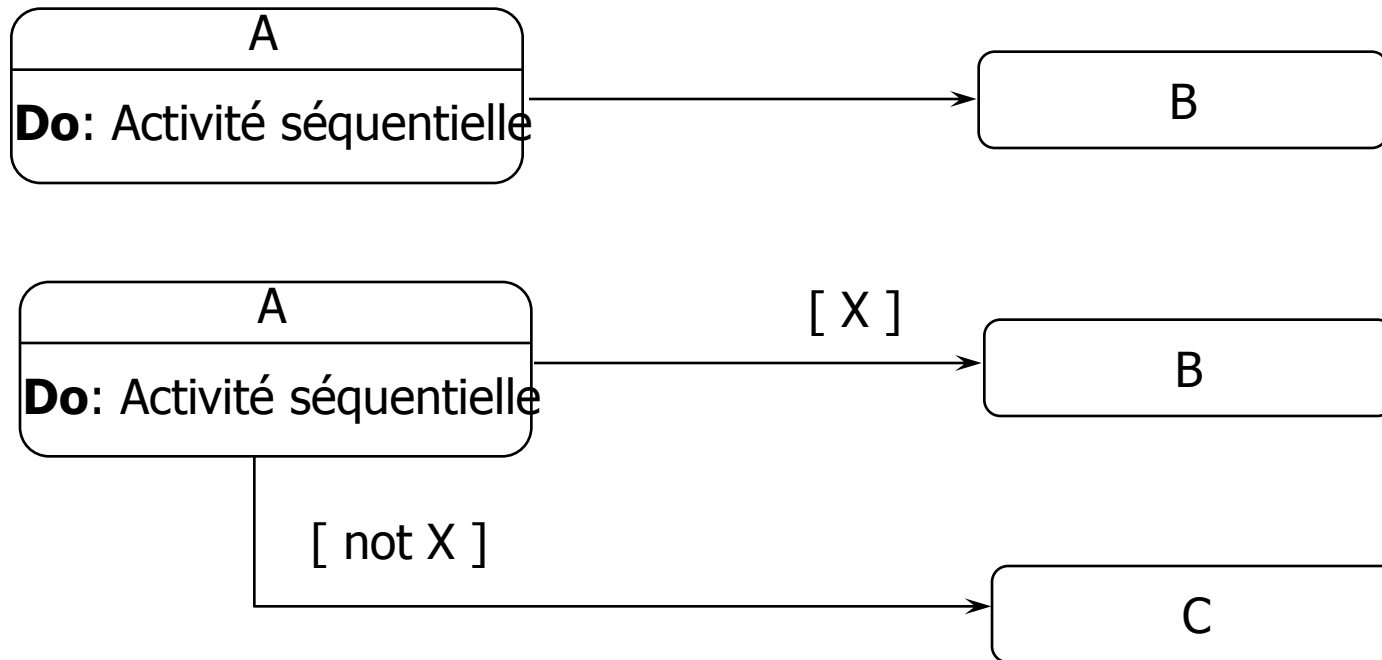 A
Do: Activité séquentielle
B
A
Do: Activité séquentielle
[ X ]
B
[ not X ]
C